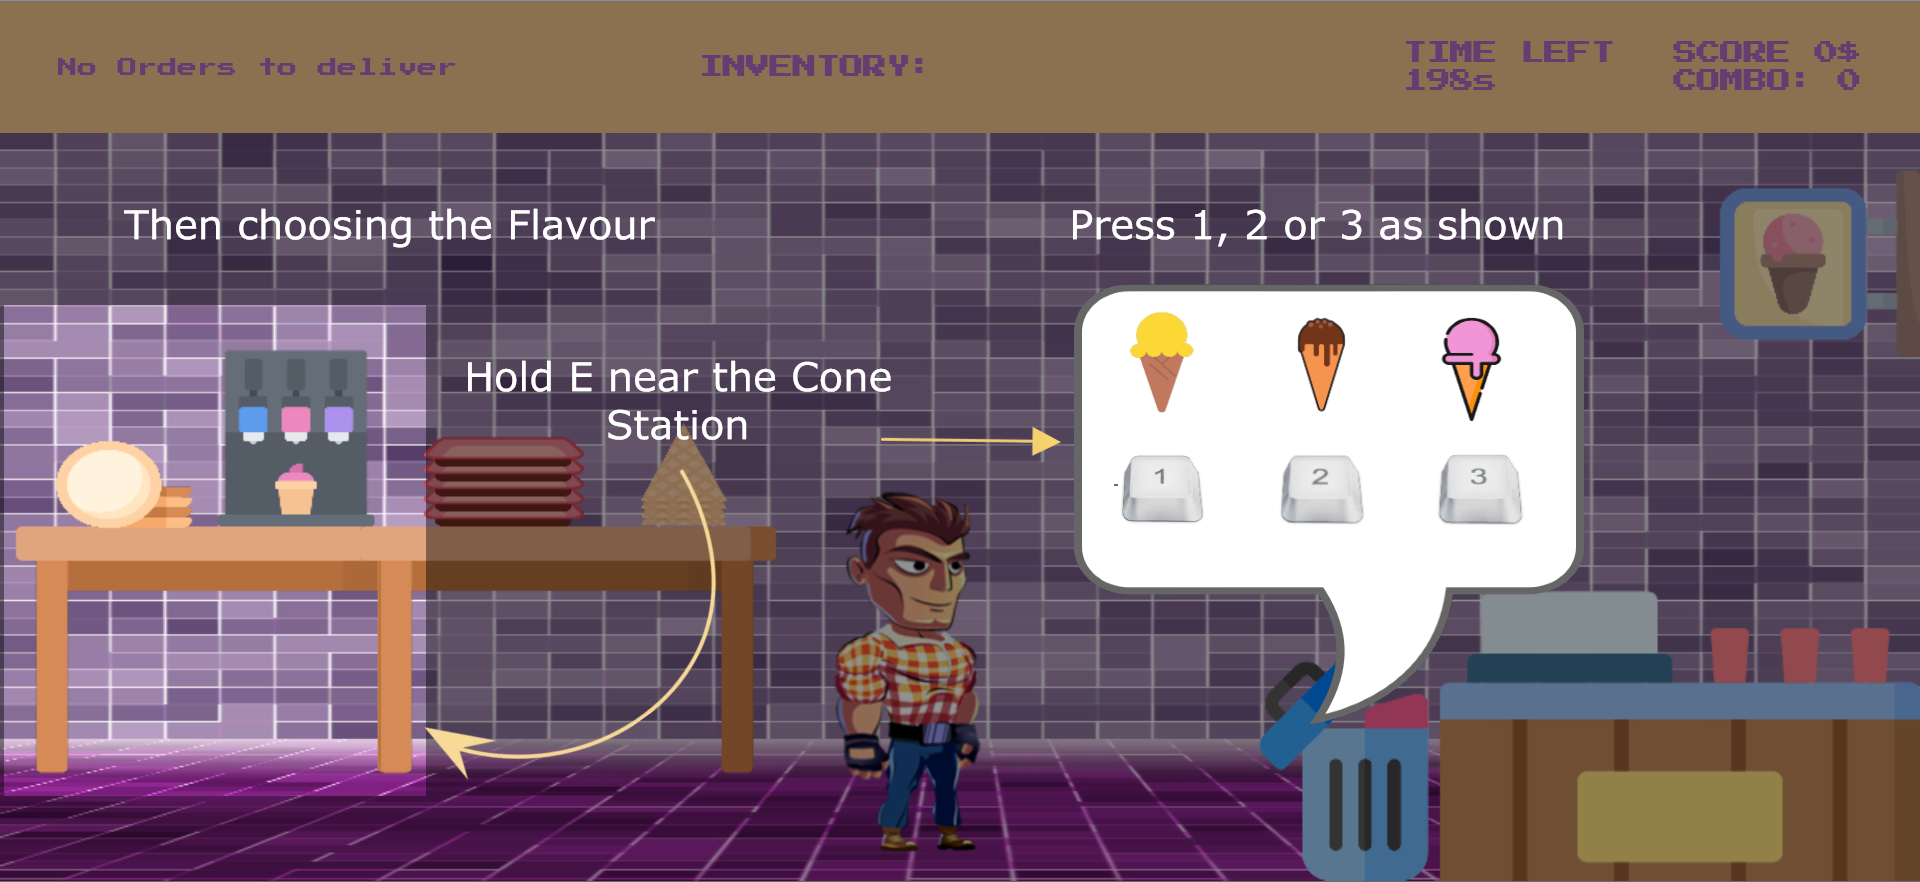 No Orders to deliver
INVENTORY:
TIME LEFT
198s
SCORE 0$
COMBO: 0
Then choosing the Flavour
Press 1, 2 or 3 as shown
Hold E near the Cone
Station
1
2
3